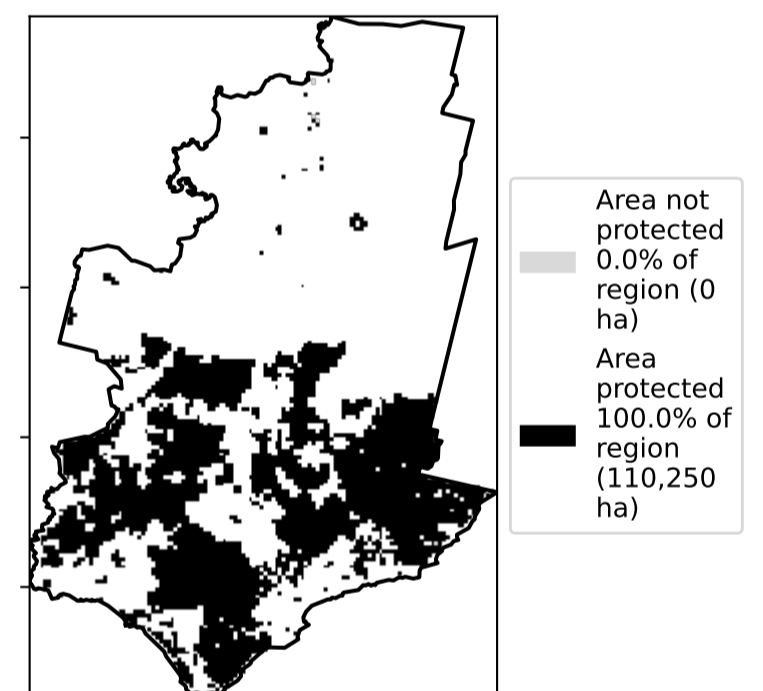 Area not
protected
0.0% of
region (0
ha)
Area
protected
100.0% of
region
(110,250
ha)